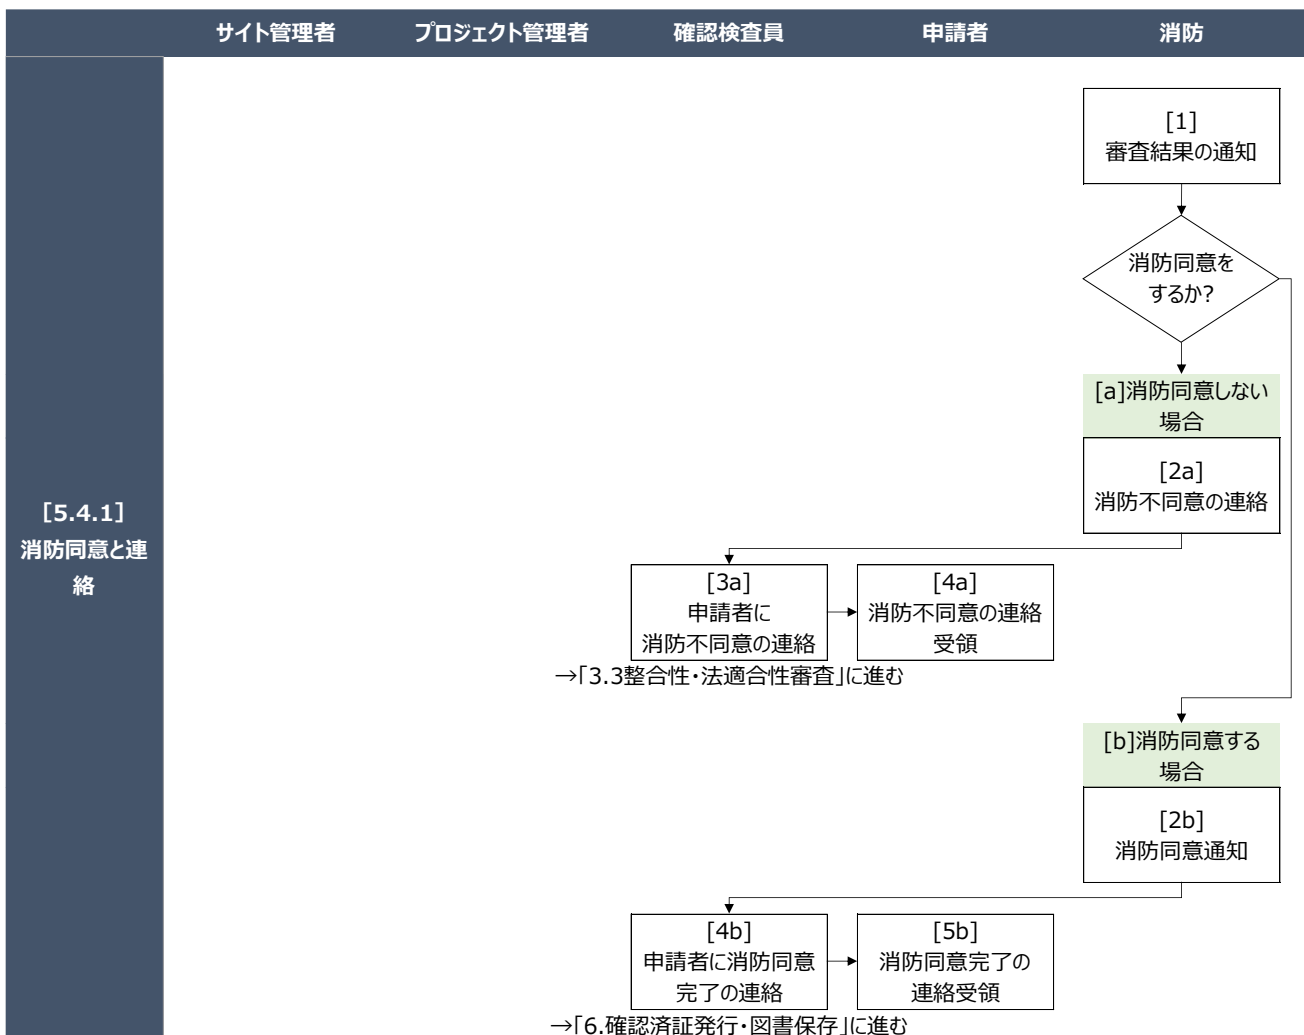 サイト管理者
プロジェクト管理者
確認検査員
申請者
消防
[5.4.1]
消防同意と連
絡
[1]
審査結果の通知
消防同意を
するか?
[a]消防同意しない
場合
[2a]
消防不同意の連絡
[3a]
申請者に
消防不同意の連絡
[4a]
消防不同意の連絡
受領
→「3.3整合性・法適合性審査」に進む
[b]消防同意する
場合
[2b]
消防同意通知
[4b]
申請者に消防同意
完了の連絡
[5b]
消防同意完了の
連絡受領
→「6.確認済証発行・図書保存」に進む